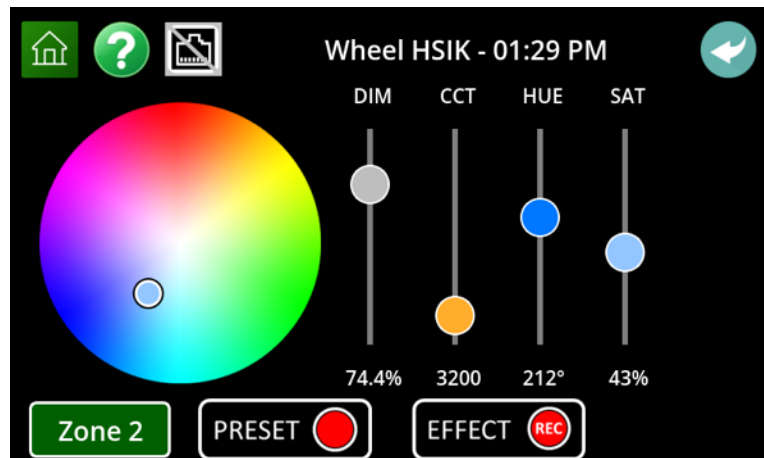 ?
Wheel HSIK - 01:29 PM
DIM CCT HUE SAT
74.4% 3200 212° 43%
Zone 2 PRESET EFFECT REC